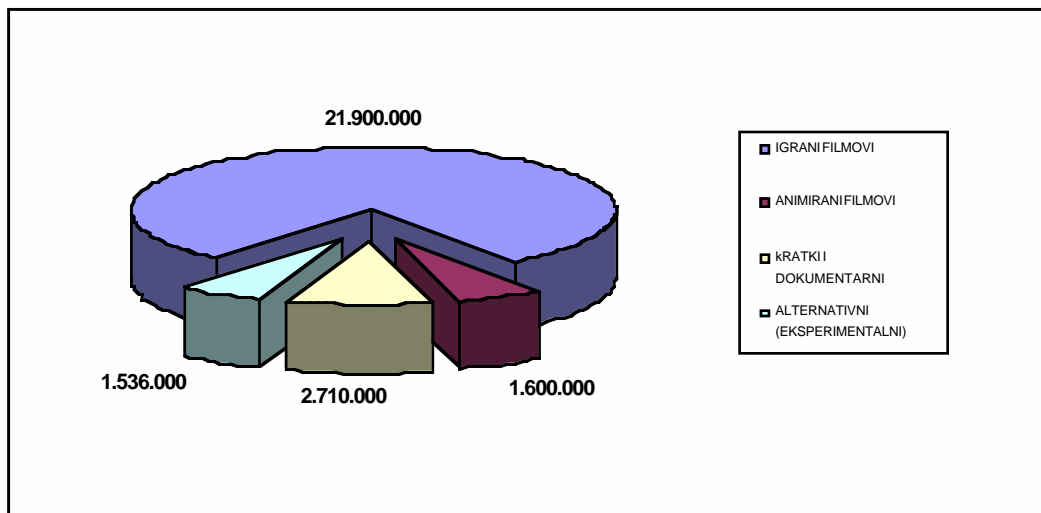 21.900.000
1.536.000
2.710.000
1.600.000
IGRANI FILMOVI
ANIMIRANI FILMOVI
kRATKI I
DOKUMENTARNI
ALTERNATIVNI
(EKSPERIMENTALNI)